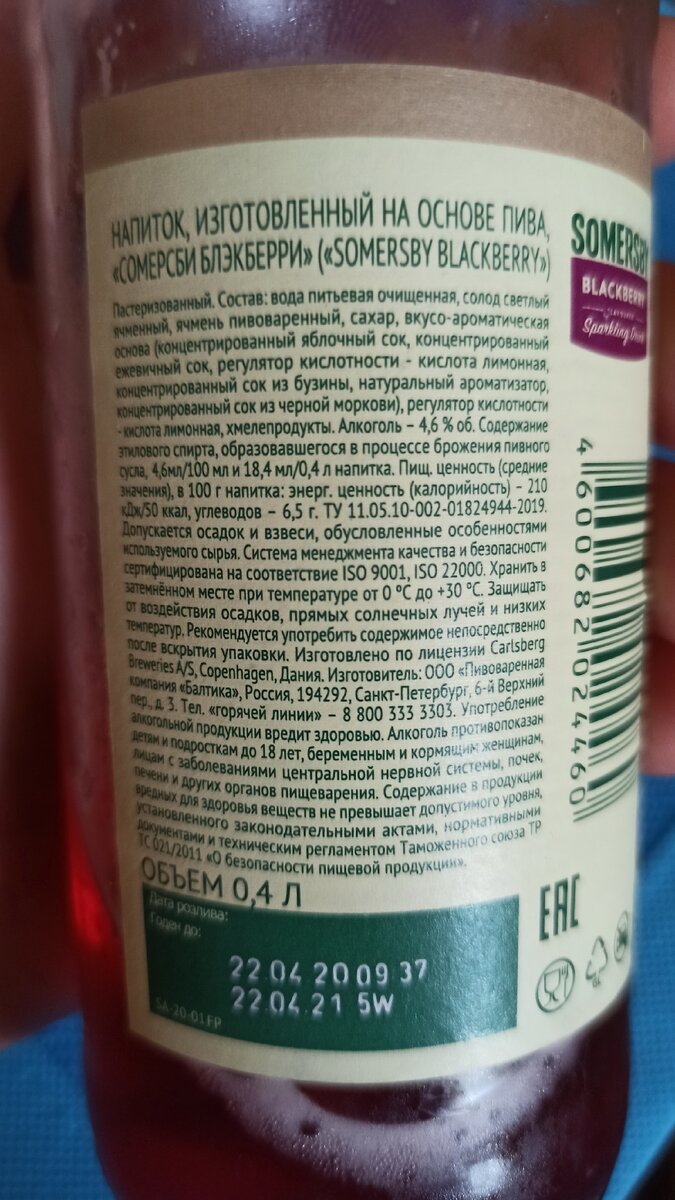 НАПИТОК, ИЗГОТОВЛЕННЫЙ НА ОСНОВЕ ПИВА,
«СОМЕРСБИ БЛЭКБЕРРИ» («SOMERSBY BLACKBERRY»)
Пастеризованный. Состав: вода питьевая очищенная, солод светлый
ячменный, ячмень пивоваренный, сахар, вкусо-ароматическая
основа (концентрированный яблочный сок, концентрированный
ежевичный сок, регулятор кислотности - кислота лимонная,
концентрированный сок из бузины, натуральный ароматизатор,
концентрированный сок из черной моркови), регулятор кислотности
- кислота лимонная, хмелепродукты. Алкоголь – 4,6 % об. Содержание
этилового спирта, образовавшегося в процессе брожения пивного
сусла, 4,6мл/100 мл и 18,4 мл/0,4 л напитка. Пищ. ценность (средние
значения), в 100 г напитка: энерг. ценность (калорийность) – 210
кДж/50 ккал, углеводов – 6,5 г. ТУ 11.05.10-002-01824944-2019.
Допускается осадок и взвеси, обусловленные особенностями
используемого сырья. Система менеджмента качества и безопасности
сертифицирована на соответствие ISO 9001, ISO 22000. Хранить в
затемнённом месте при температуре от 0 °C до +30 °C. Защищать
от воздействия осадков, прямых солнечных лучей и низких
температур. Рекомендуется употребить содержимое непосредственно
после вскрытия упаковки. Изготовлено по лицензии Carlsberg
Breweries A/S, Copenhagen, Дания. Изготовитель: ООО «Пивоваренная
компания «Балтика», Россия, 194292, Санкт-Петербург, 6-й Верхний
пер., д. 3. Тел. «горячей линии» – 8 800 333 3303. Употребление
алкогольной продукции вредит здоровью. Алкоголь противопоказан
детям и подросткам до 18 лет, беременным и кормящим женщинам,
лицам с заболеваниями центральной нервной системы, почек,
печени и других органов пищеварения. Содержание в продукции
вредных для здоровья веществ не превышает допустимого уровня,
установленного законодательными актами, нормативными
документами и техническим регламентом Таможенного союза ТР
ТС 021/2011 «О безопасности пищевой продукции».
ОБЪЕМ 0,4 Л
Дата розлива:
Годен до:
22.04 20 09 37
22.04.21 5W
SA-20-01 FP
SOMERSBY
BLACKBERRY
Sparkling
4 600682 024460
EAC